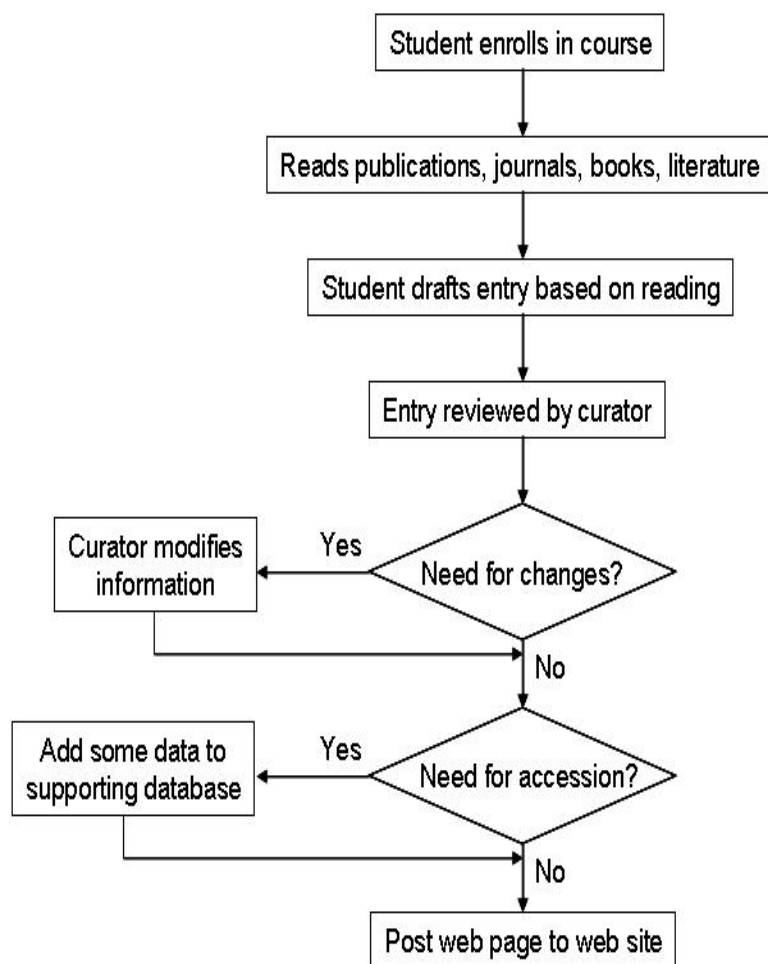 Student enrolls in course
Reads publications, journals, books, literature
Student drafts entry based on reading
Entry reviewed by curator
Need for changes?
Yes
Curator modifies
information
No
Need for accession?
Yes
Add some data to
supporting database
No
Post web page to web site